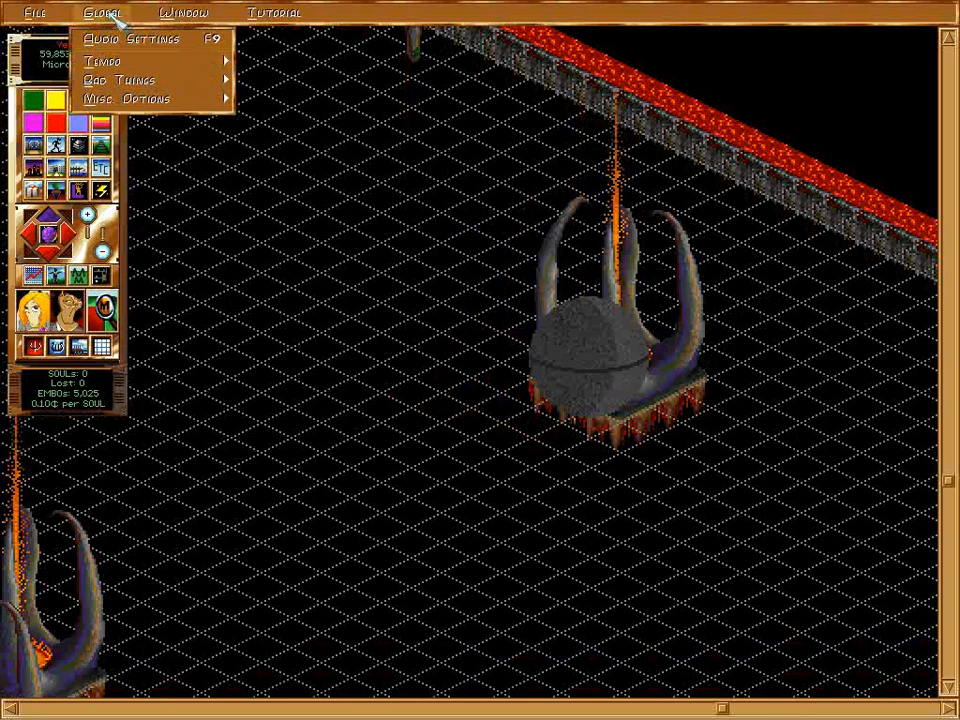 File Global Window Tutorial
Audio Settings F9
Tempo
Bad Things
Misc. Options
59,853
Micro
ETC
SOULs: 0
Lost: 0
EMBOs: 5,025
0.10¢ per SOUL